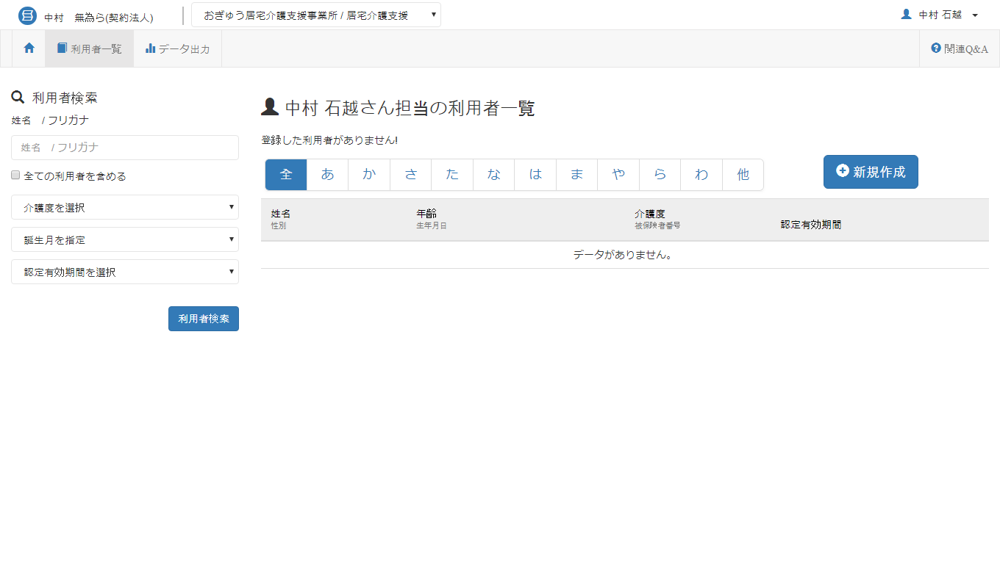 中村　無為ら(契約法人)
おぎゅう居宅介護支援事業所 / 居宅介護支援
中村 石越
利用者一覧
データ出力
関連Q&A
利用者検索
姓名　/ フリガナ
姓名　/ フリガナ
全ての利用者を含める
介護度を選択
誕生月を指定
認定有効期間を選択
利用者検索
中村 石越さん担当の利用者一覧
登録した利用者がありません!
全 あ か さ た な は ま や ら わ 他
新規作成
姓名 年齢 介護度
性別 生年月日 被保険者番号 認定有効期間
データがありません。